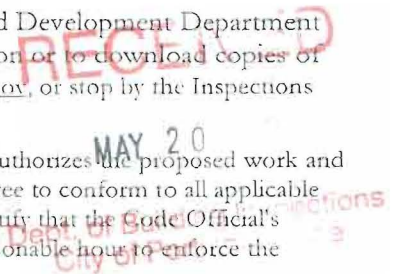 d Development Department
RECEIVED
on or to download copies of
ov, or stop by the Inspections
MAY 20
uthorizes the proposed work and
ree to conform to all applicable
tify that the Code Official's
Dept. of Building Inspections
onable hour to enforce the
City of